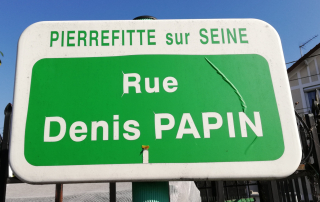 PIERREFITTE sur SEINE
Rue
Denis PAPIN